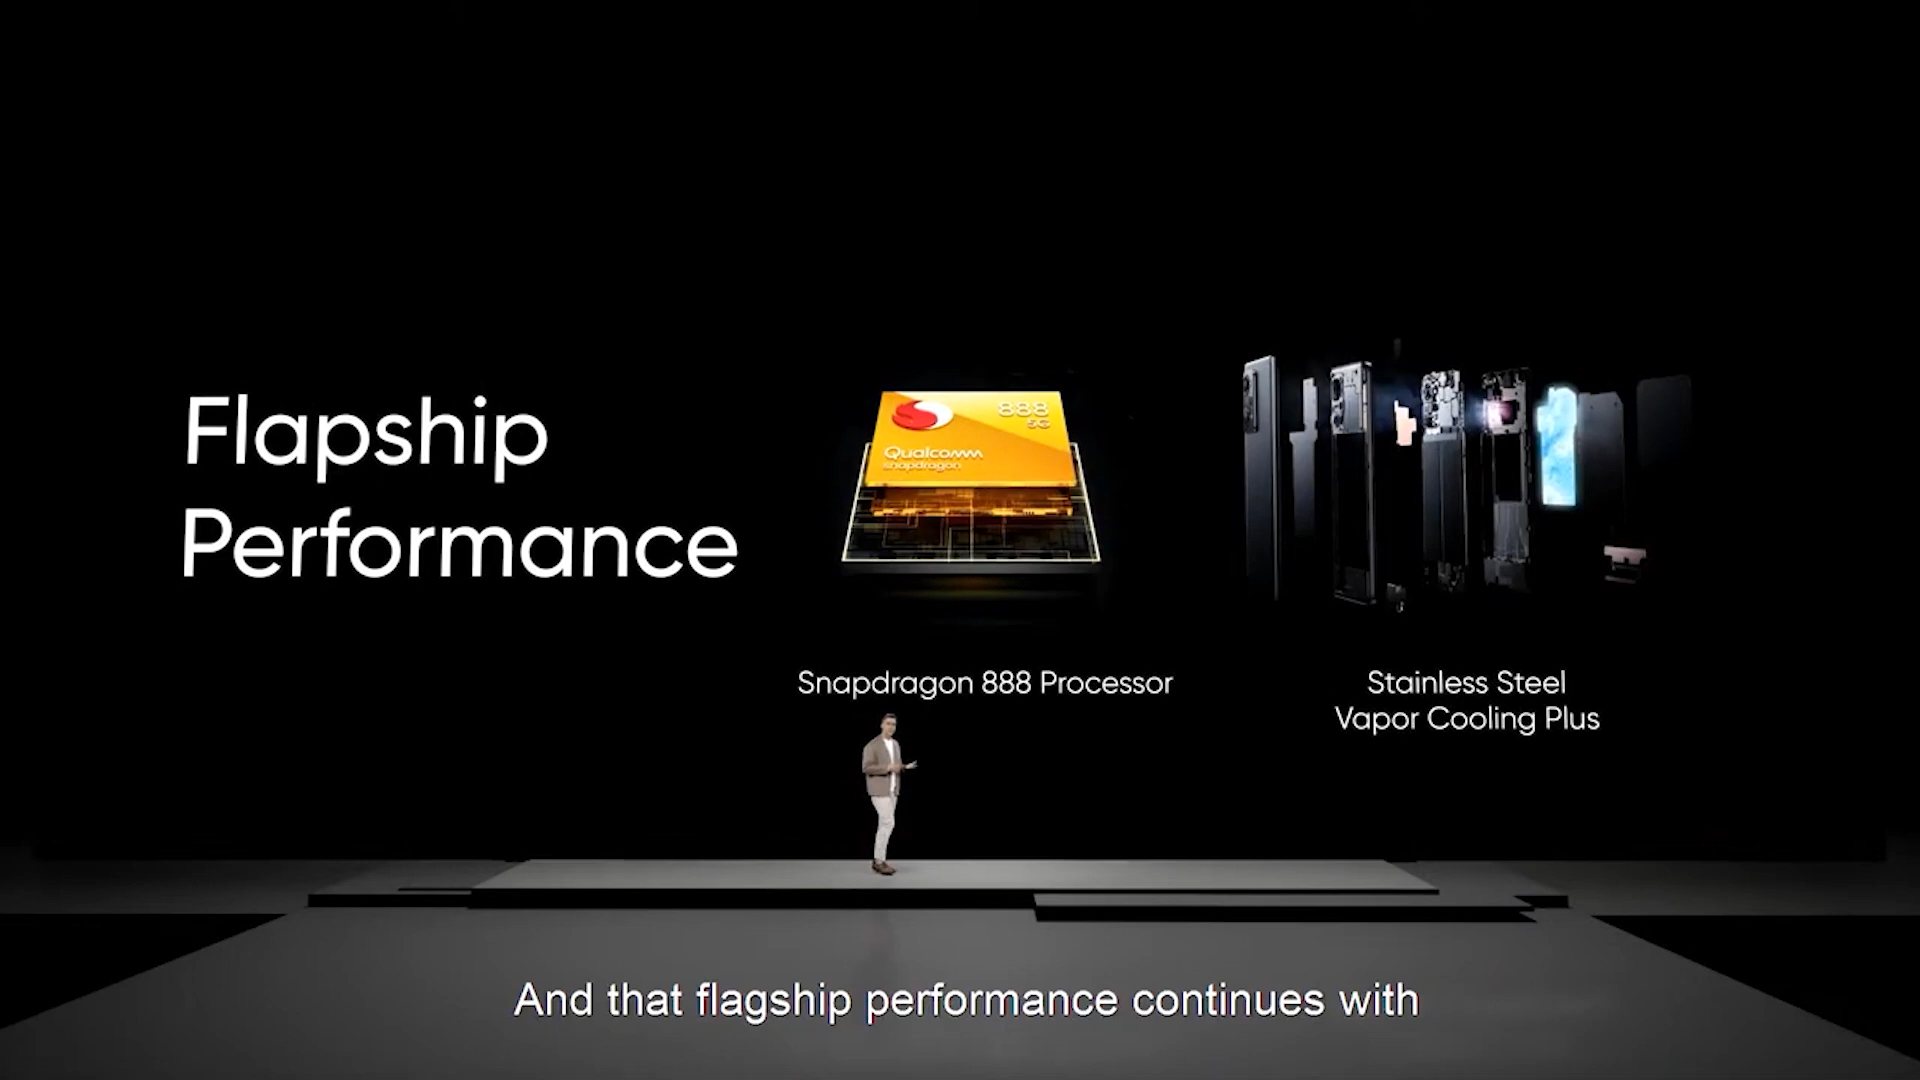 Flapship
Performance
888
5G
Qualcomm
snapdragon
Snapdragon 888 Processor
Stainless Steel
Vapor Cooling Plus
And that flagship performance continues with